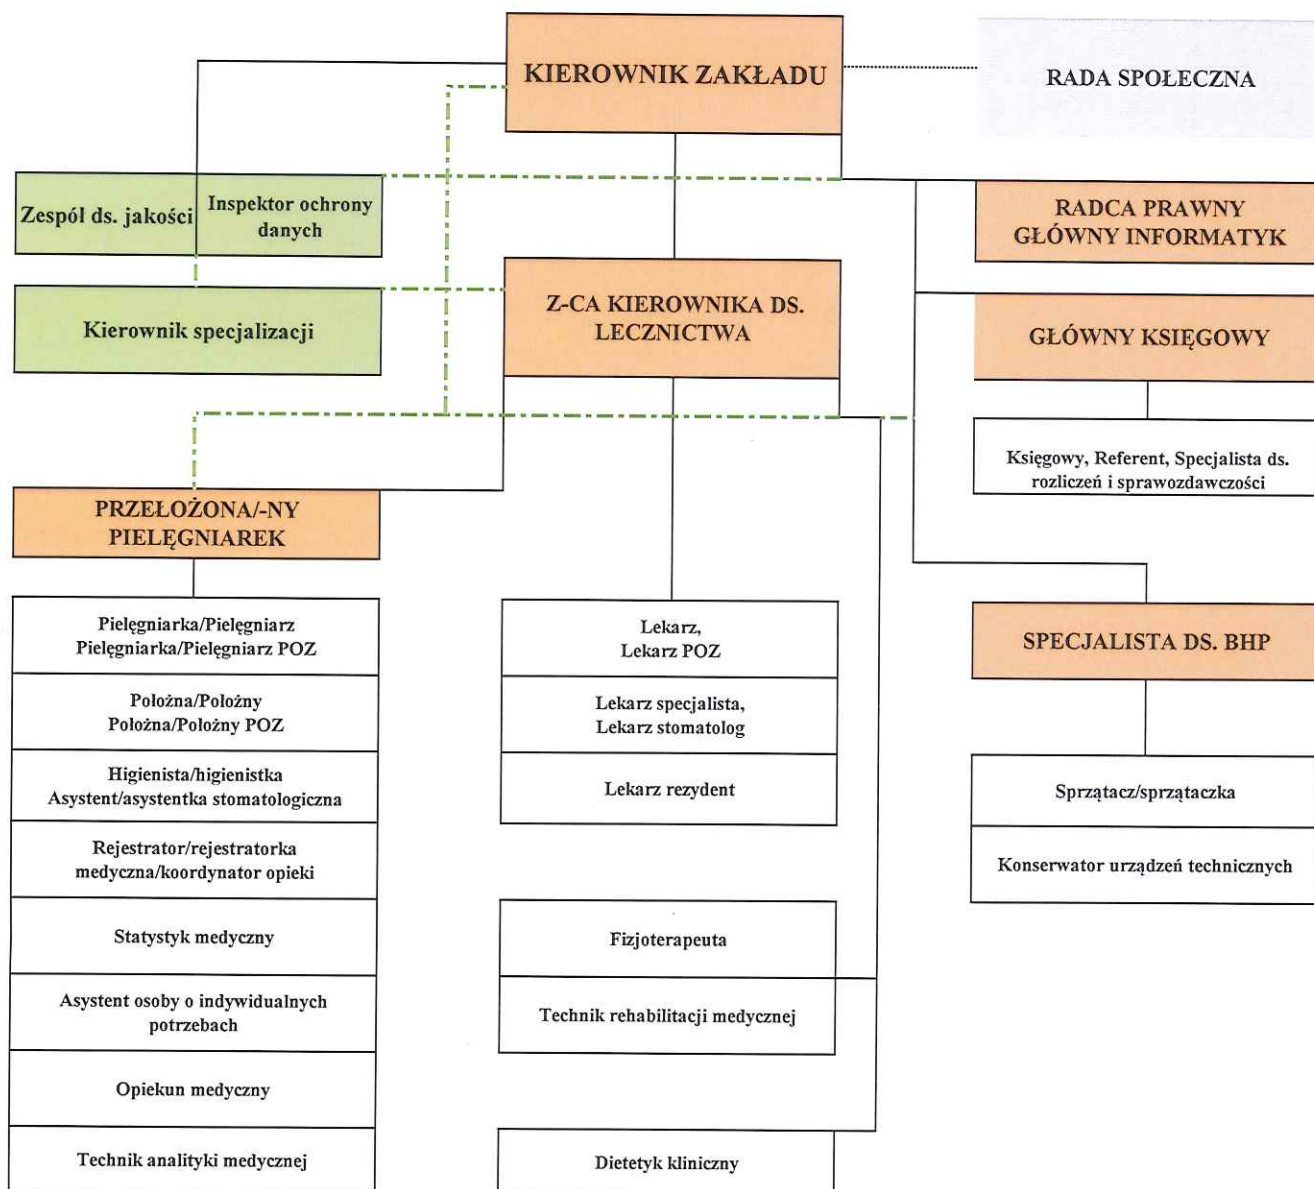 KIEROWNIK ZAKŁADU
RADA SPOŁECZNA
Zespól ds. jakości
Inspektor ochrony
danych
RADCA PRAWNY
GŁÓWNY INFORMATYK
Kierownik specjalizacji
Z-CA KIEROWNIKA DS.
LECZNICTWA
GŁÓWNY KSIĘGOWY
Księgowy, Referent, Specjalista ds.
rozliczeń i sprawozdawczości
PRZEŁOŻONA/-NY
PIELĘGNIAREK
Pielęgniarka/Pielęgniarz
Pielęgniarka/Pielęgniarz POZ
Położna/Położny
Położna/Położny POZ
Higienista/higienistka
Asystent/asystentka stomatologiczna
Rejestrator/rejestratorka
medyczna/koordynator opieki
Statystyk medyczny
Asystent osoby o indywidualnych
potrzebach
Opiekun medyczny
Technik analityki medycznej
Lekarz,
Lekarz POZ
Lekarz specjalista,
Lekarz stomatolog
Lekarz rezydent
Fizjoterapeuta
Technik rehabilitacji medycznej
Dietetyk kliniczny
SPECJALISTA DS. BHP
Sprzątacz/sprzątaczka
Konserwator urządzeń technicznych